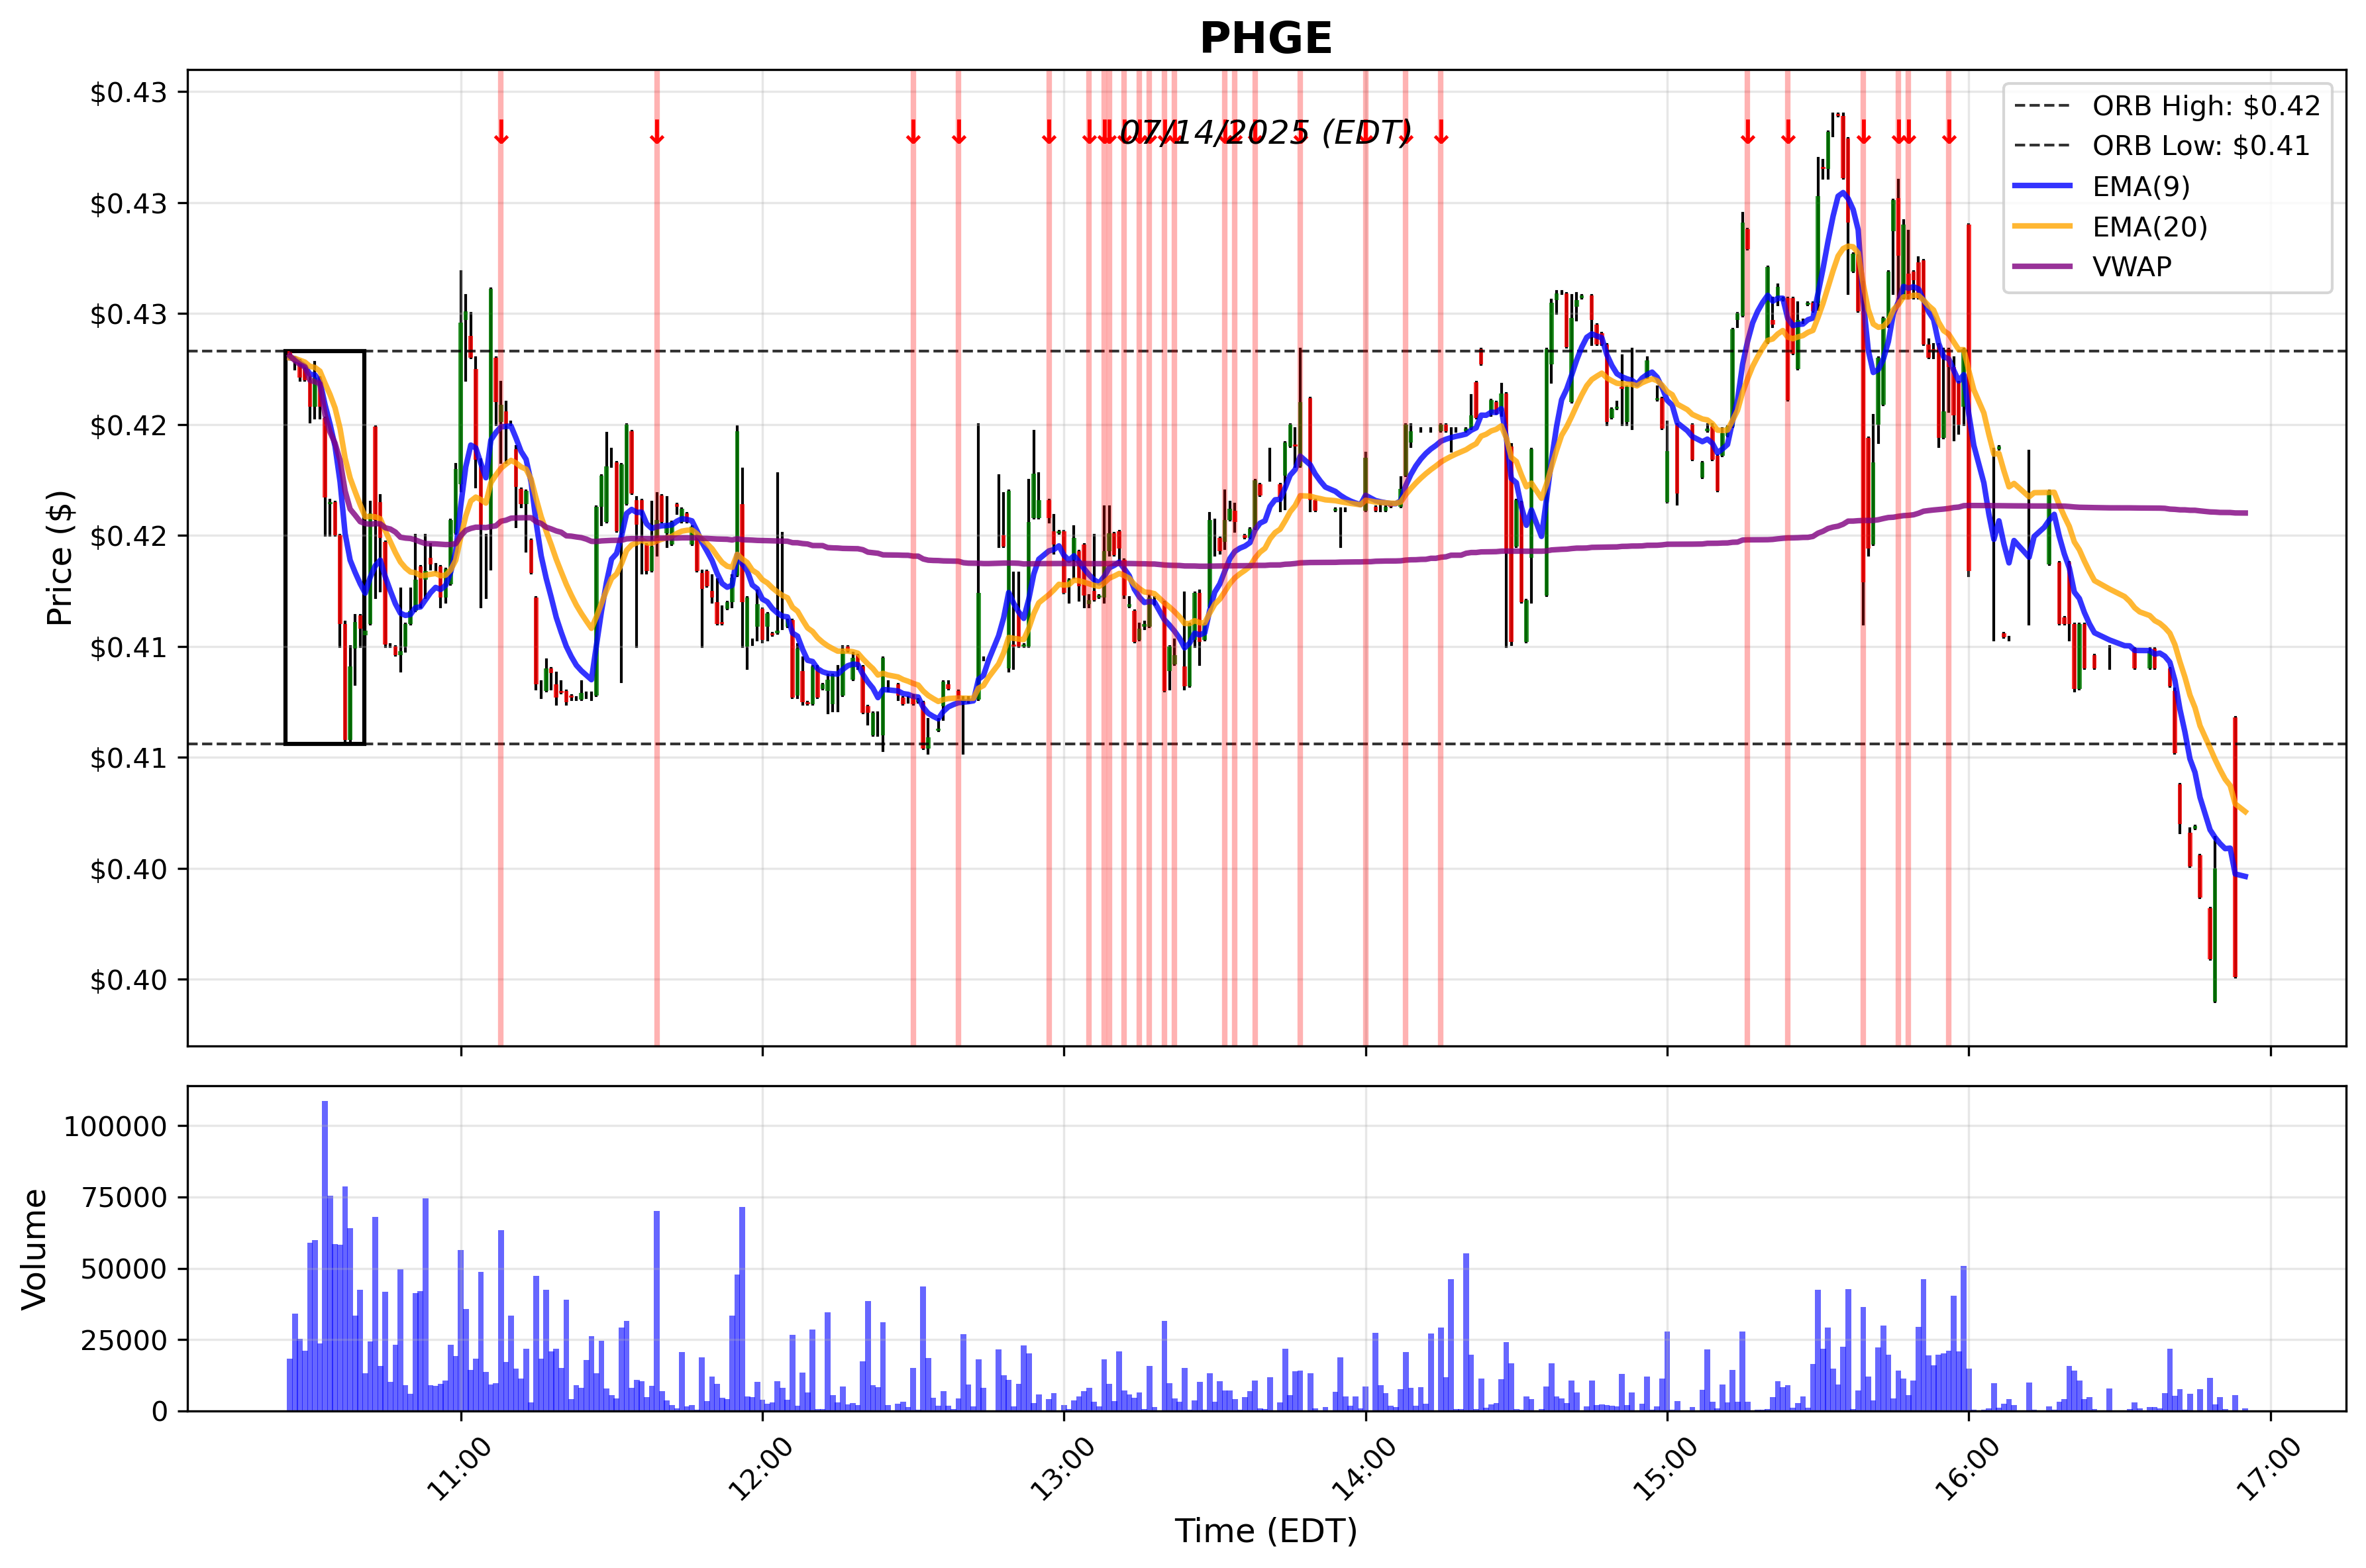 PHGE
07/14/2025 (EDT)
ORB High: $0.42
ORB Low: $0.41
EMA(9)
EMA(20)
VWAP
Price ($)
$0.43
$0.43
$0.43
$0.42
$0.42
$0.41
$0.41
$0.40
$0.40
Volume
100000
75000
50000
25000
0
11:00
12:00
13:00
14:00
15:00
16:00
17:00
Time (EDT)